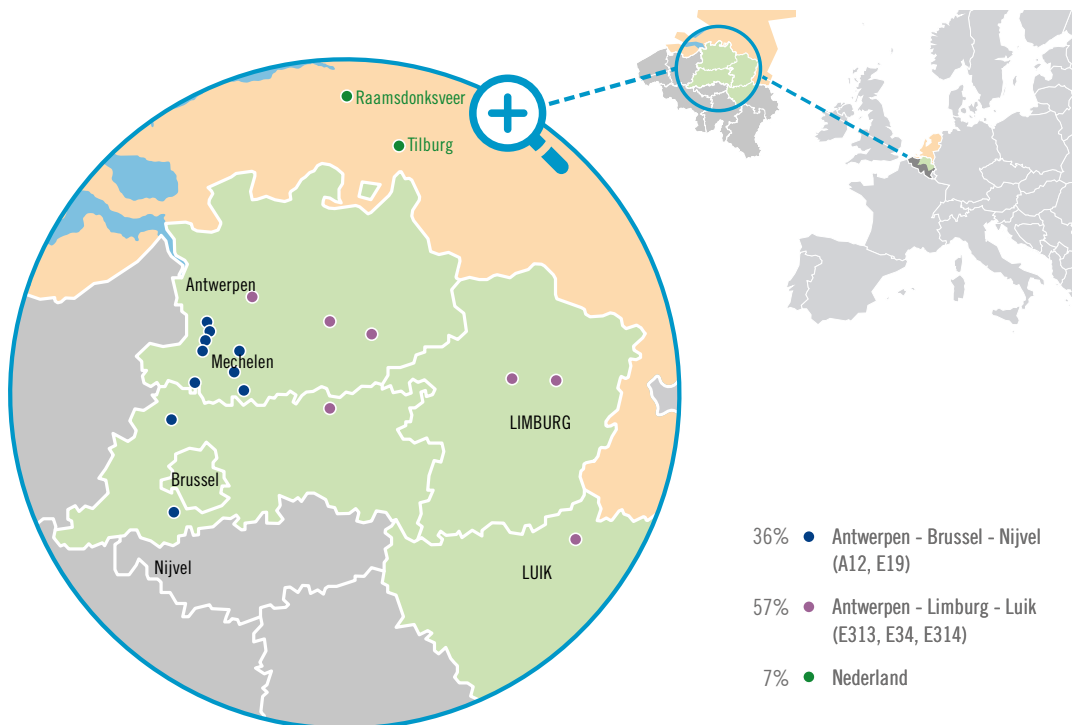 Raamsdonksveer
Tilburg
Antwerpen
Mechelen
LIMBURG
Brussel
Nijvel
LUIK
36% Antwerpen - Brussel - Nijvel
(A12, E19)
57% Antwerpen - Limburg - Luik
(E313, E34, E314)
7% Nederland